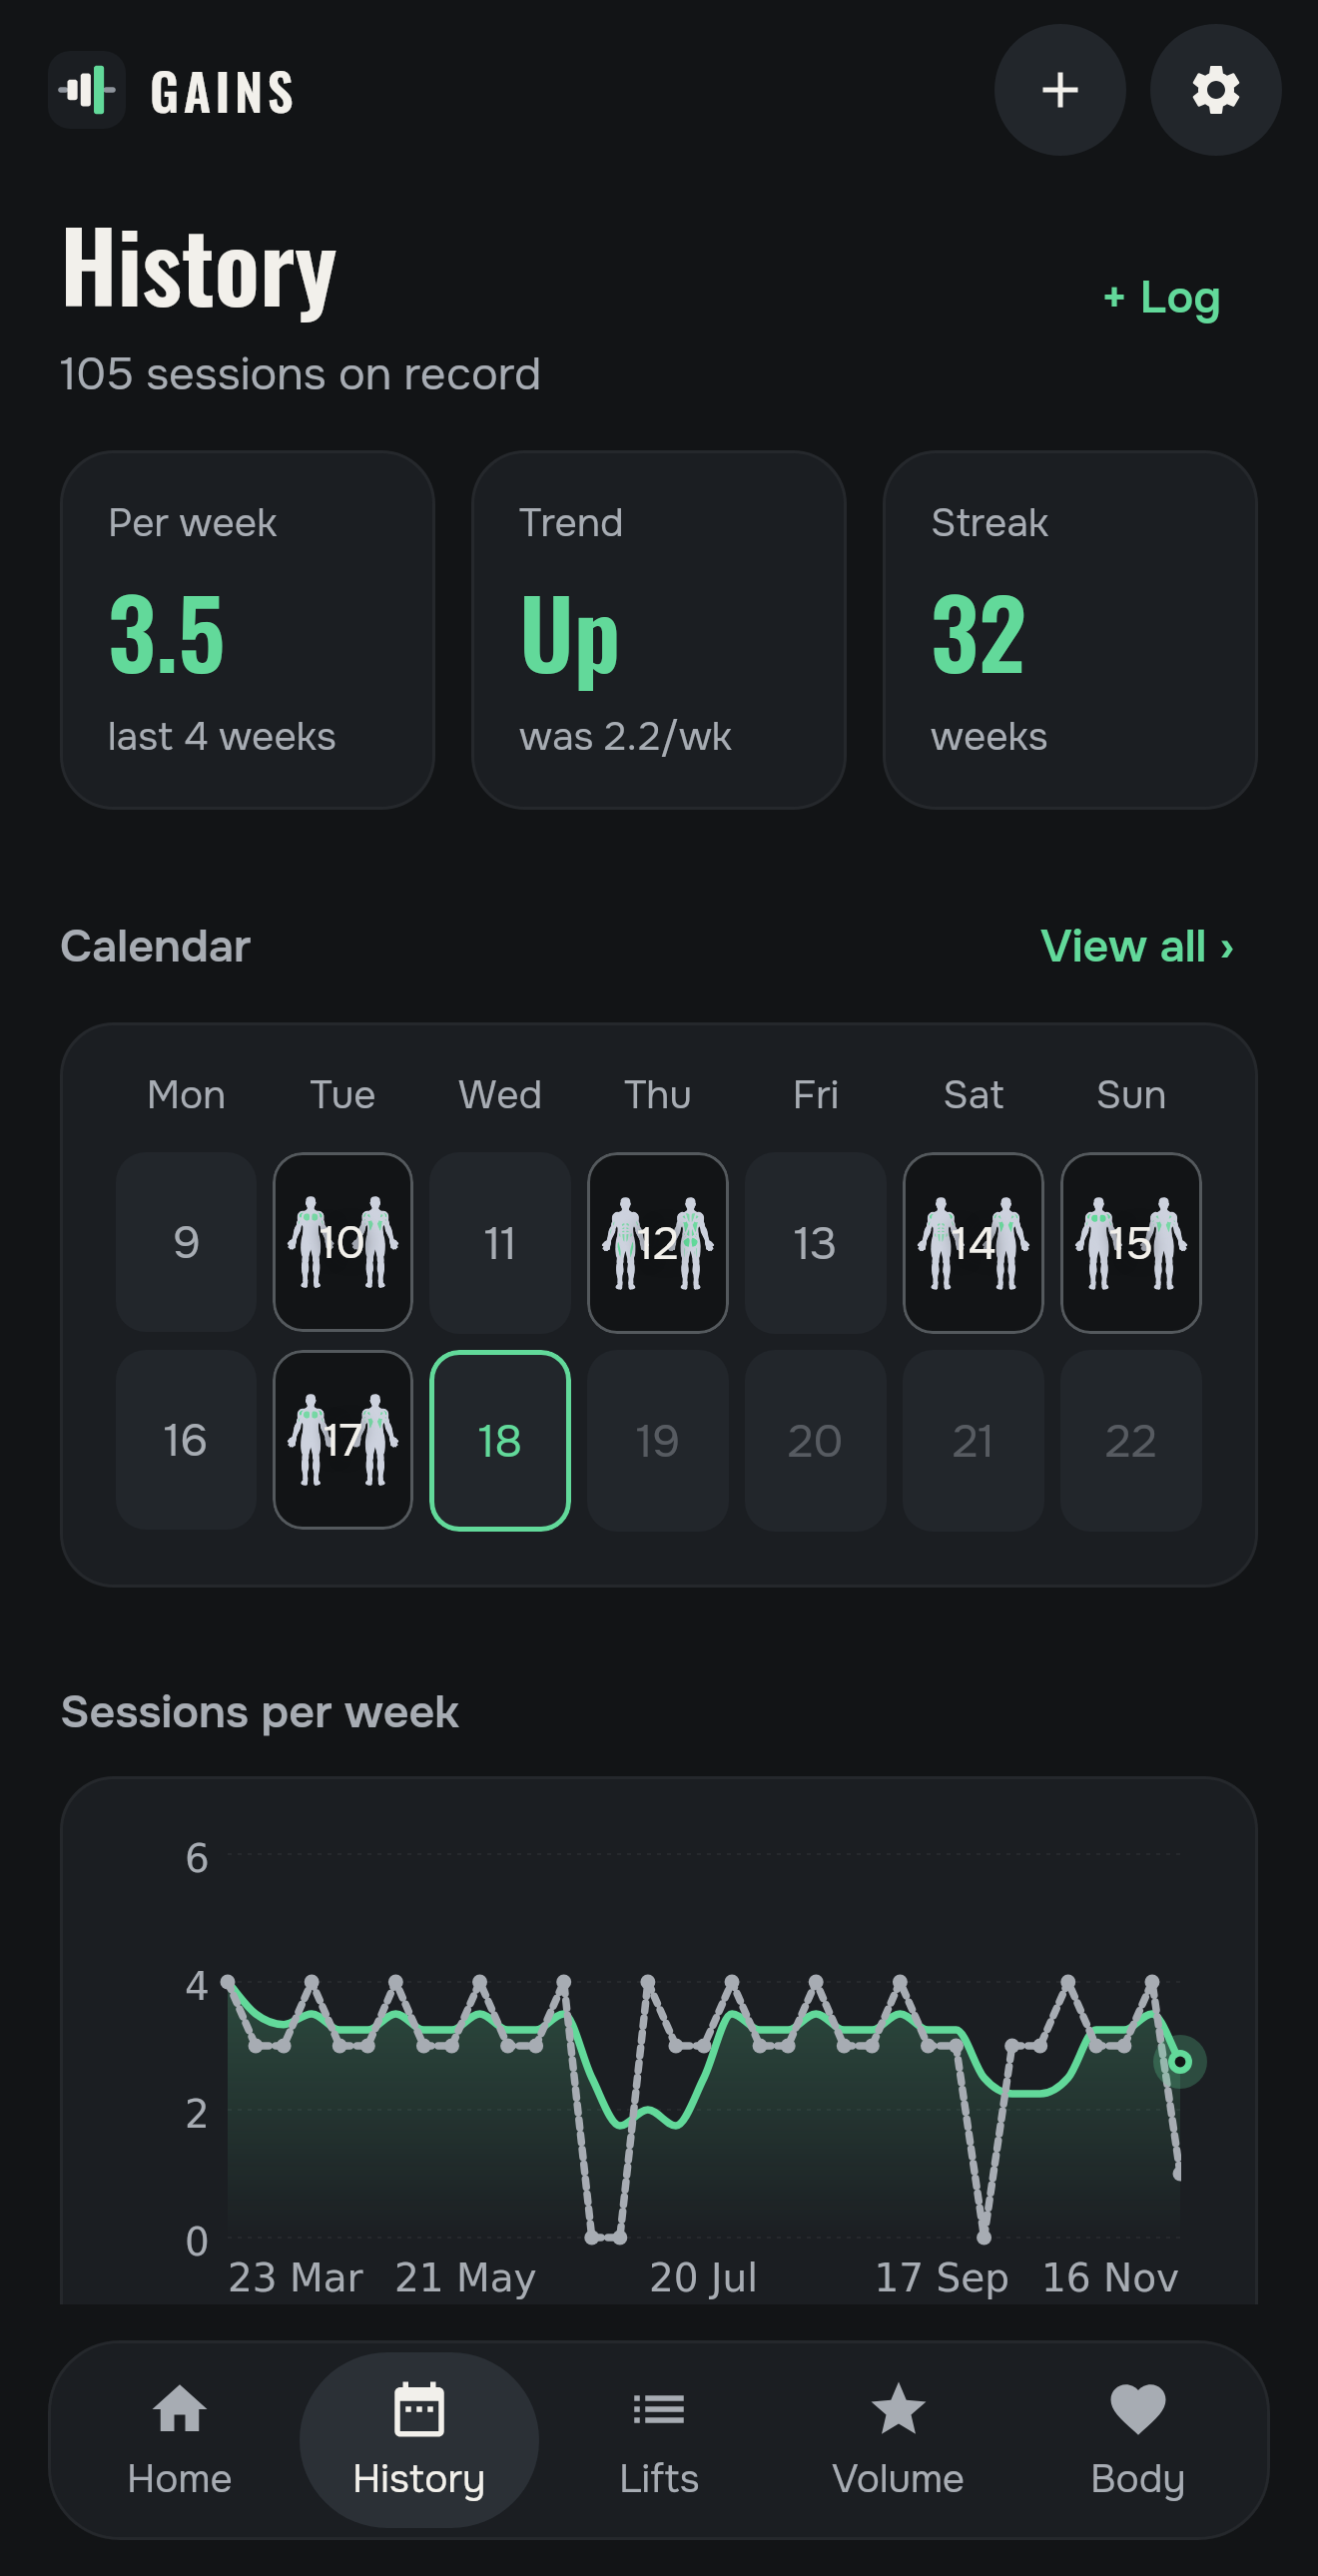 GAINS
History
+ Log
105 sessions on record
Per week
Trend
Streak
3.5
Up
32
last 4 weeks
was 2.2/wk
weeks
Calendar
View all ›
Mon Tue Wed Thu Fri Sat Sun
9 10 11 12 13 14 15
16 17 18 19 20 21 22
Sessions per week
6
4
2
0
23 Mar 21 May 20 Jul 17 Sep 16 Nov
Home History Lifts Volume Body